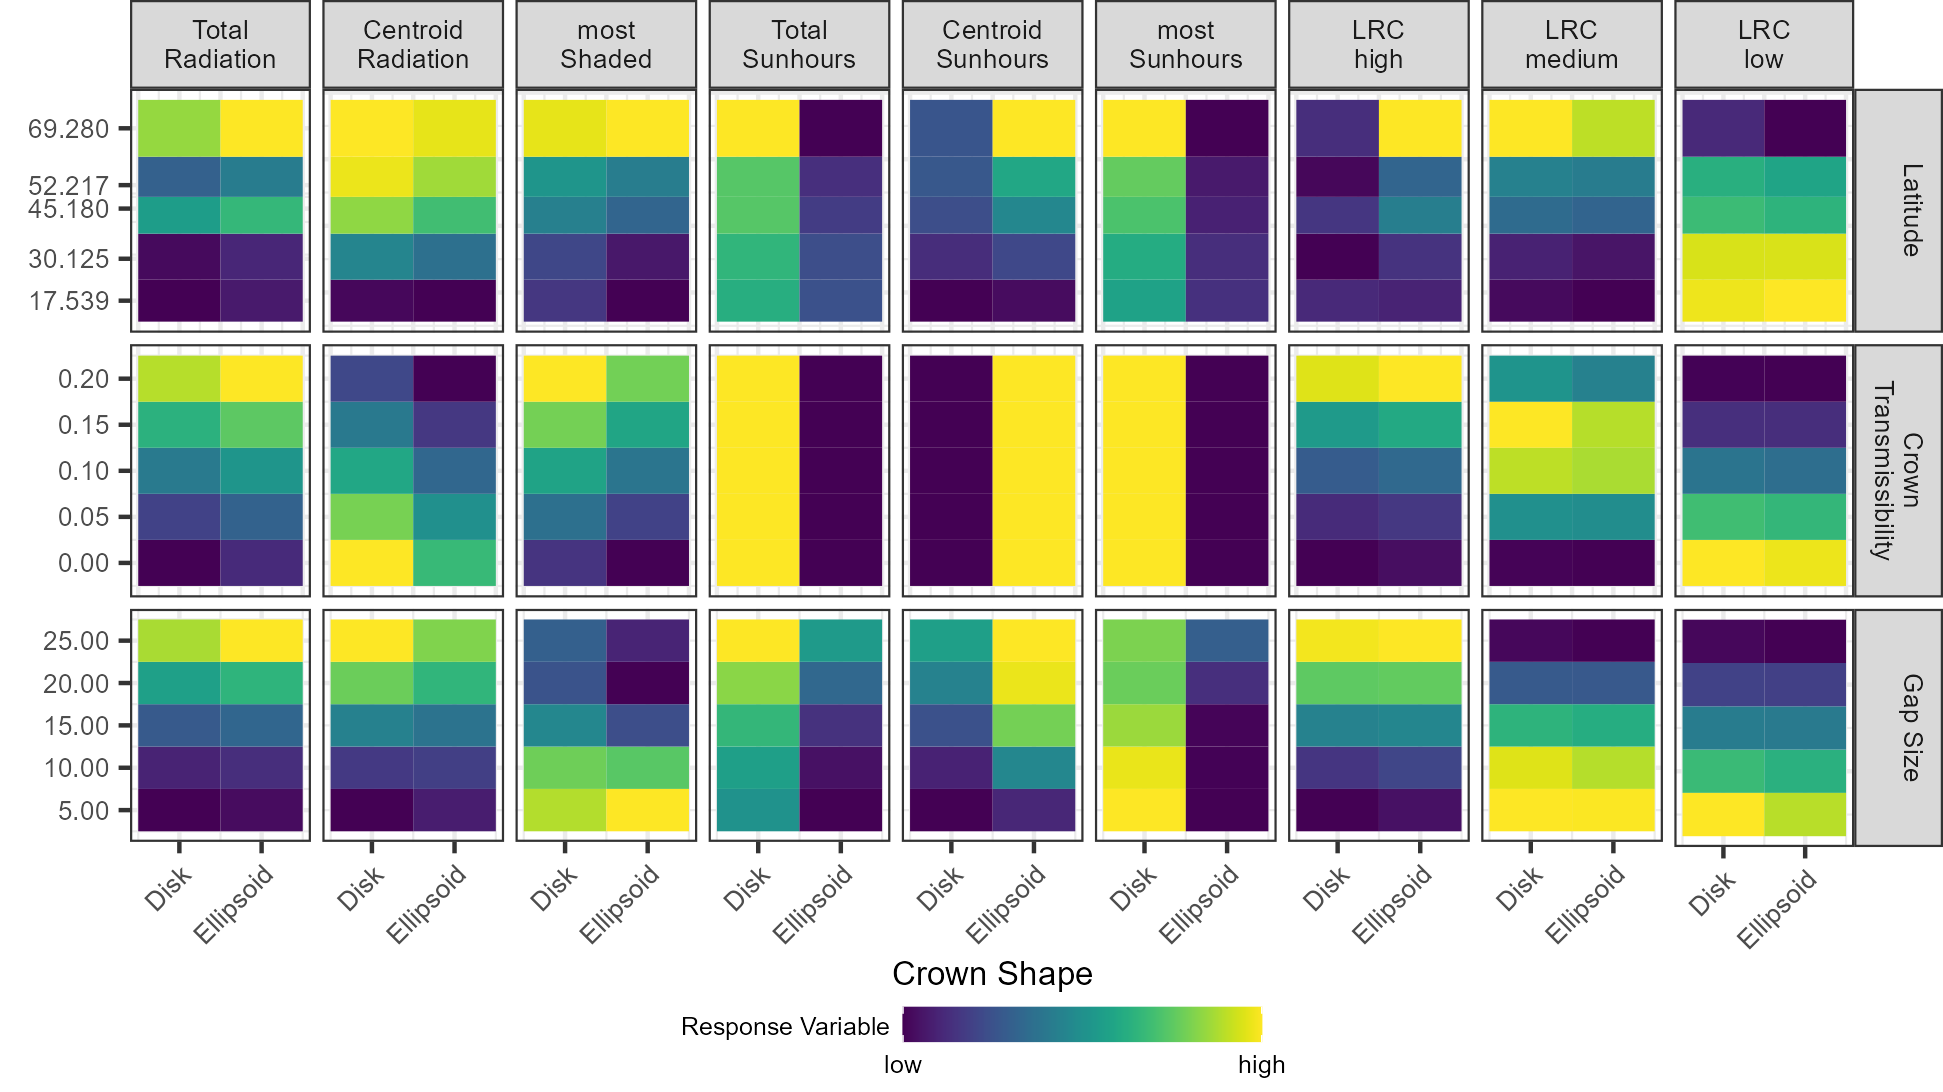 Total
Radiation
Centroid
Radiation
most
Shaded
Total
Sunhours
Centroid
Sunhours
most
Sunhours
LRC
high
LRC
medium
LRC
low
69.280
52.217
45.180
30.125
17.539
Latitude
0.20
0.15
0.10
0.05
0.00
Crown
Transmissibility
25.00
20.00
15.00
10.00
5.00
Gap Size
Disk
Ellipsoid
Disk
Ellipsoid
Disk
Ellipsoid
Disk
Ellipsoid
Disk
Ellipsoid
Disk
Ellipsoid
Disk
Ellipsoid
Disk
Ellipsoid
Disk
Ellipsoid
Crown Shape
Response Variable
low
high